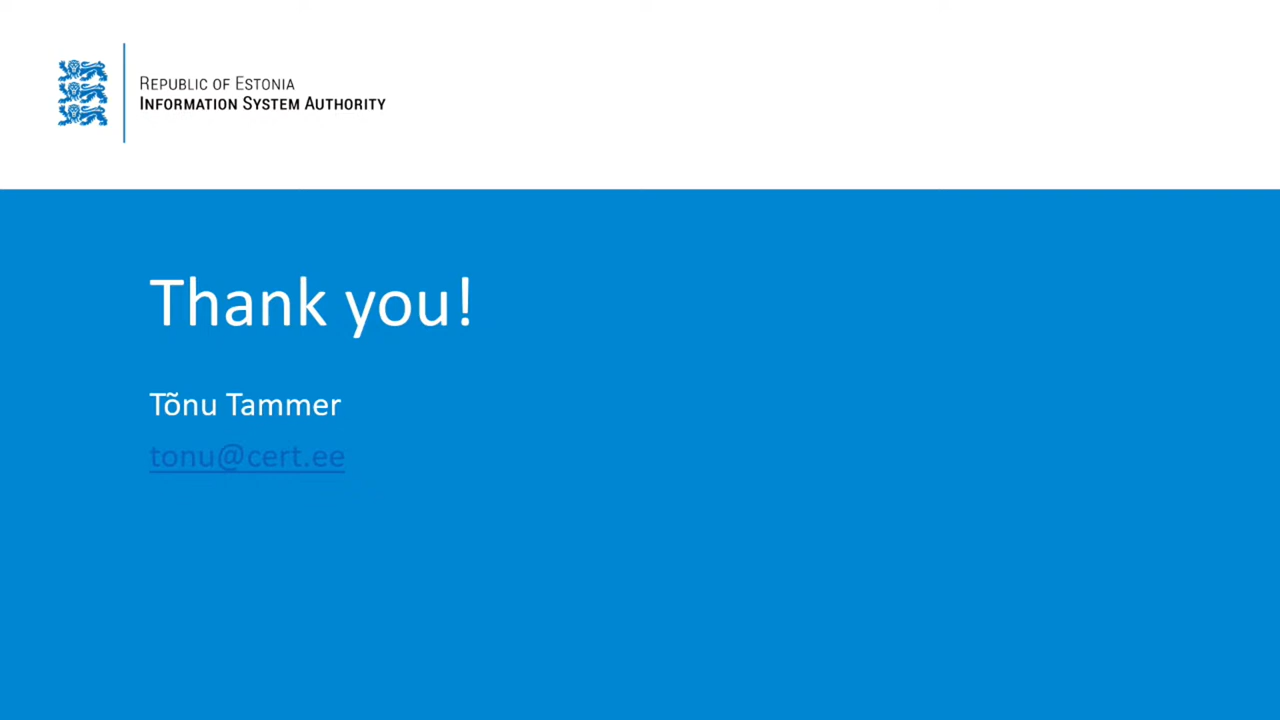 Republic of Estonia
Information System Authority
Thank you!
Tõnu Tammer
tonu@cert.ee